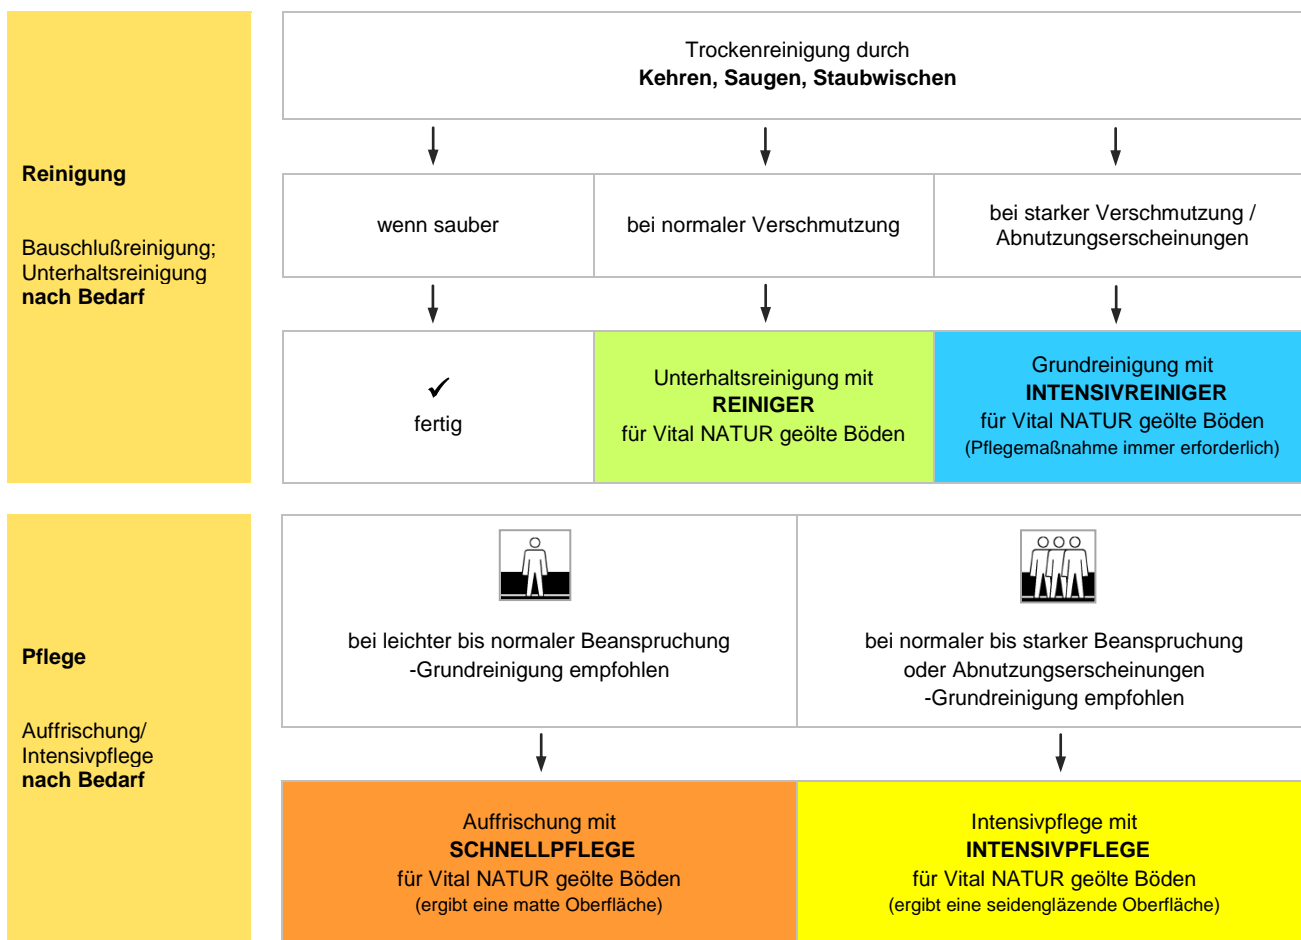 Trockenreinigung durch
Kehren, Saugen, Staubwischen
Reinigung
Bauschlußreinigung;
Unterhaltsreinigung
nach Bedarf
wenn sauber
bei normaler Verschmutzung
bei starker Verschmutzung /
Abnutzungserscheinungen
✓
fertig
Unterhaltsreinigung mit
REINIGER
für Vital NATUR geölte Böden
Grundreinigung mit
INTENSIVREINIGER
für Vital NATUR geölte Böden
(Pflegemaßnahme immer erforderlich)
Pflege
Auffrischung/
Intensivpflege
nach Bedarf
bei leichter bis normaler Beanspruchung
-Grundreinigung empfohlen
bei normaler bis starker Beanspruchung
oder Abnutzungserscheinungen
-Grundreinigung empfohlen
Auffrischung mit
SCHNELLPFLEGE
für Vital NATUR geölte Böden
(ergibt eine matte Oberfläche)
Intensivpflege mit
INTENSIVPFLEGE
für Vital NATUR geölte Böden
(ergibt eine seidengläzende Oberfläche)